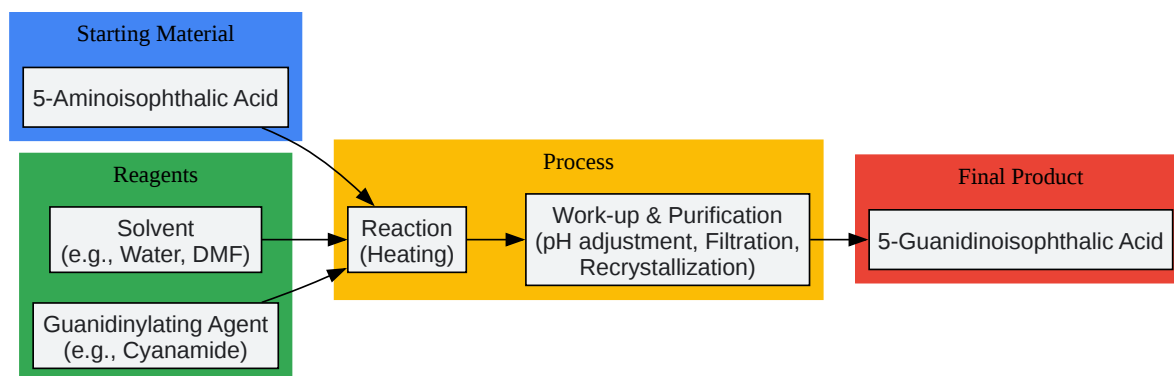 Starting Material
5-Aminoisophthalic Acid
Reagents
Solvent
(e.g., Water, DMF)
Guanidinylating Agent
(e.g., Cyanamide)
Process
Reaction
(Heating)
Work-up & Purification
(pH adjustment, Filtration,
Recrystallization)
Final Product
5-Guanidinoisophthalic Acid